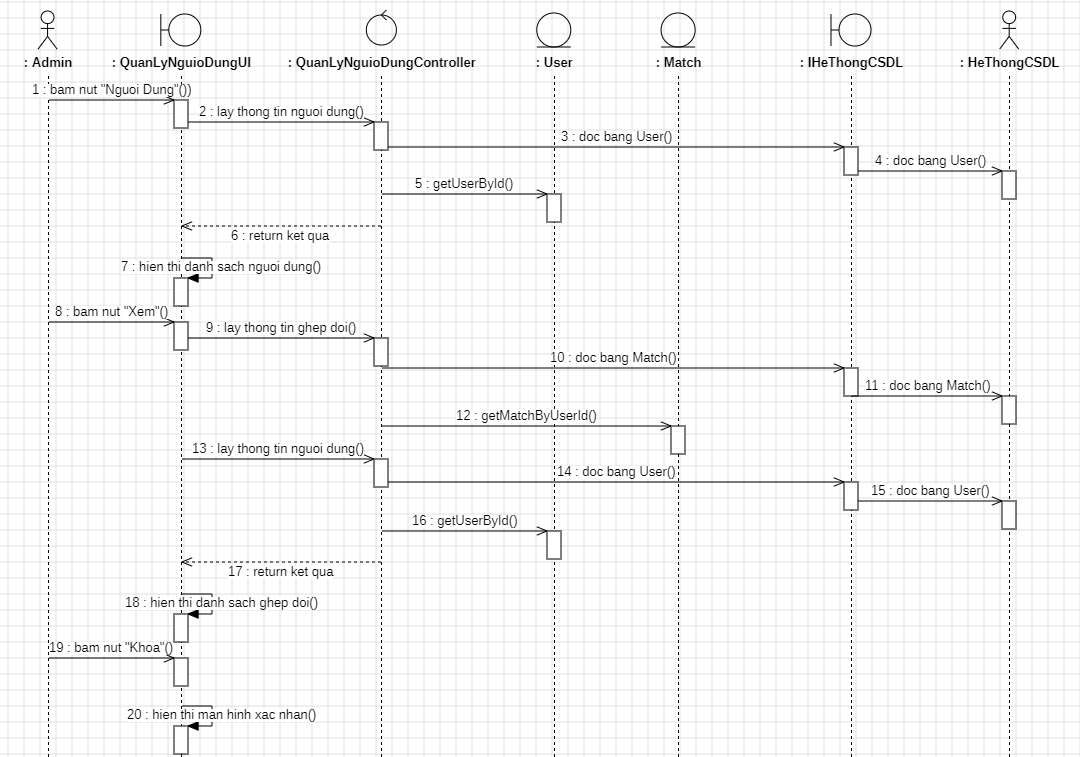 : Admin
: QuanLyNguioDungUI
: QuanLyNguioDungController
: User
: Match
: IHeThongCSDL
: HeThongCSDL
1 : bam nut "Nguoi Dung"())
2 : lay thong tin nguoi dung()
3 : doc bang User()
4 : doc bang User()
5 : getUserById()
6 : return ket qua
7 : hien thi danh sach nguoi dung()
8 : bam nut "Xem"()
9 : lay thong tin ghep doi()
10 : doc bang Match()
11 : doc bang Match()
12 : getMatchByUserId()
13 : lay thong tin nguoi dung()
14 : doc bang User()
15 : doc bang User()
16 : getUserById()
17 : return ket qua
18 : hien thi danh sach ghep doi()
19 : bam nut "Khoa"()
20 : hien thi man hinh xac nhan()